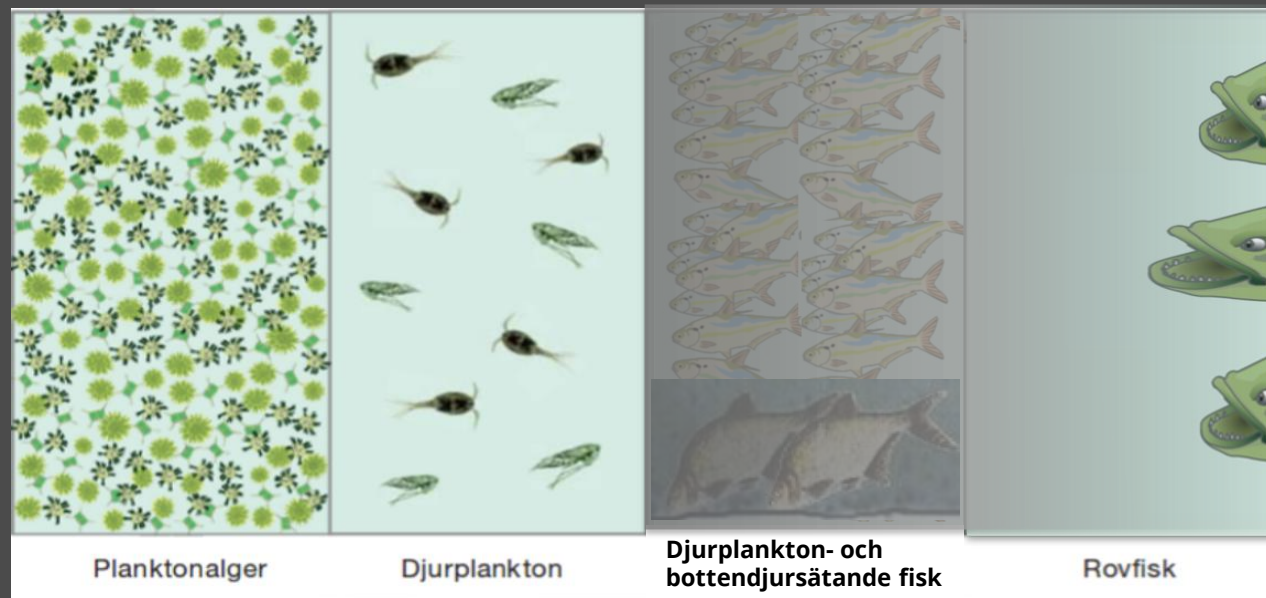 Planktonalger
Djurplankton
Djurplankton- och
bottendjursätande fisk
Rovfisk